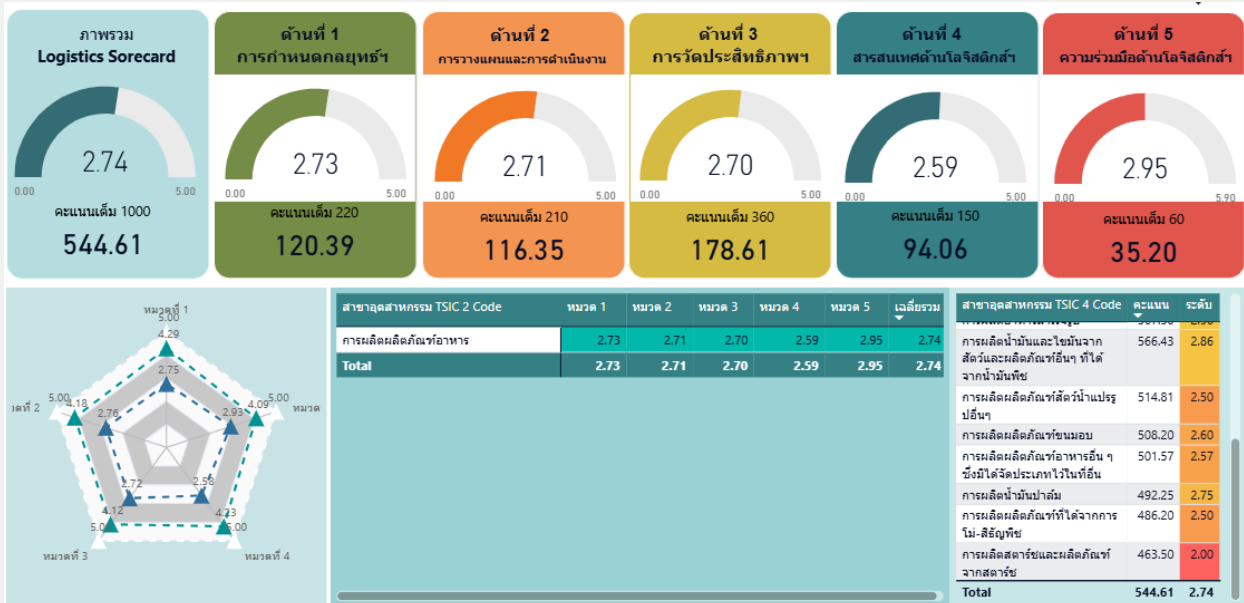 ภาพรวม
Logistics Sorecard
2.74
0.00
5.00
คะแนนเต็ม 1000
544.61
ด้านที่ 1
การกำหนดกลยุทธ์ฯ
2.73
0.00
5.00
คะแนนเต็ม 220
120.39
ด้านที่ 2
การวางแผนและการดำเนินงาน
2.71
0.00
5.00
คะแนนเต็ม 210
116.35
ด้านที่ 3
การวัดประสิทธิภาพฯ
2.70
0.00
5.00
คะแนนเต็ม 360
178.61
ด้านที่ 4
สารสนเทศด้านโลจิสติกส์ฯ
2.59
0.00
5.00
คะแนนเต็ม 150
94.06
ด้านที่ 5
ความร่วมมือด้านโลจิสติกส์ฯ
2.95
0.00
5.90
คะแนนเต็ม 60
35.20
หมวดที่ 1
5.00
4.29
2.75
5.00
4.18
2.76
2.93
4.09
5.00
หมวด
2.72
2.58
4.12
4.23
5.00
หมวดที่ 3
หมวดที่ 4
สาขาอุตสาหกรรม TSIC 2 Code หมวด 1 หมวด 2 หมวด 3 หมวด 4 หมวด 5 เฉลี่ยรวม
การผลิตผลิตภัณฑ์อาหาร 2.73 2.71 2.70 2.59 2.95 2.74
Total 2.73 2.71 2.70 2.59 2.95 2.74
สาขาอุตสาหกรรม TSIC 4 Code คะแนน ระดับ
การผลิตน้ำมันและไขมันจาก 566.43 2.86
สัตว์และผลิตภัณฑ์อื่นๆ ที่ได้
จากน้ำมันพืช
การผลิตผลิตภัณฑ์สัตว์น้ำแปรรู 514.81 2.50
ปอื่นๆ
การผลิตผลิตภัณฑ์ขนมอบ 508.20 2.60
การผลิตผลิตภัณฑ์อาหารอื่น ๆ 501.57 2.57
ซึ่งมิได้จัดประเภทไว้ในที่อื่น
การผลิตน้ำมันปาล์ม 492.25 2.75
การผลิตผลิตภัณฑ์ที่ได้จากการ 486.20 2.50
โม่-สีธัญพืช
การผลิตสตาร์ชและผลิตภัณฑ์ 463.50 2.00
จากสตาร์ช
Total 544.61 2.74